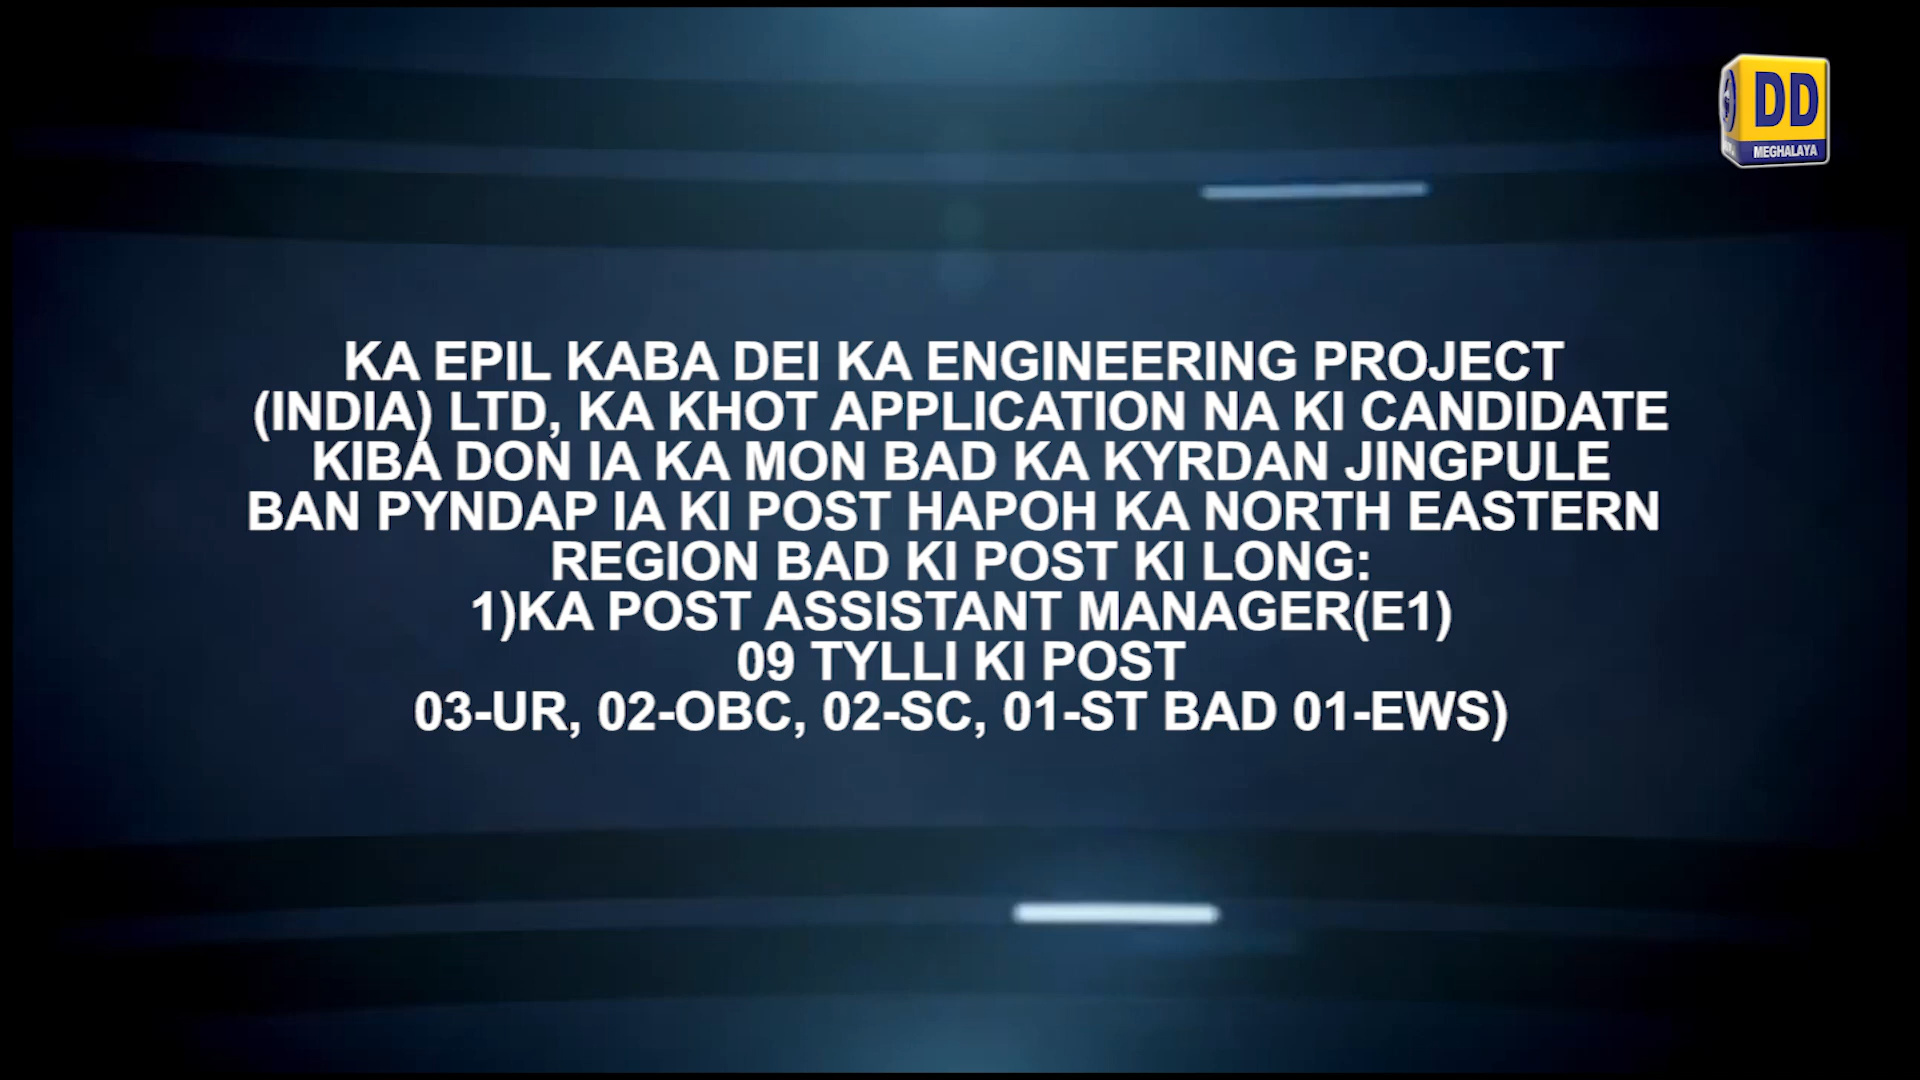 DD
MEGHALAYA
KA EPIL KABA DEI KA ENGINEERING PROJECT
(INDIA) LTD, KA KHOT APPLICATION NA KI CANDIDATE
KIBA DON IA KA MON BAD KA KYRDAN JINGPULE
BAN PYNDAP IA KI POST HAPOH KA NORTH EASTERN
REGION BAD KI POST KI LONG:
1)KA POST ASSISTANT MANAGER(E1)
09 TYLLI KI POST
03-UR, 02-OBC, 02-SC, 01-ST BAD 01-EWS)